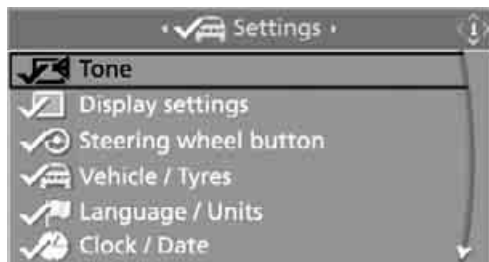 Settings
Tone
Display settings
Steering wheel button
Vehicle / Tyres
Language / Units
Clock / Date